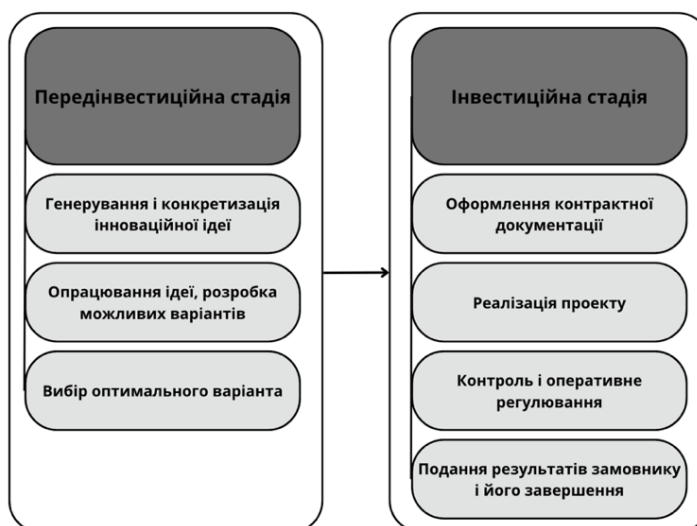 Передінвестиційна стадія
Генерування і конкретизація
інноваційної ідеї
Опрацювання ідеї, розробка
можливих варіантів
Вибір оптимального варіанта
Інвестиційна стадія
Оформлення контрактної
документації
Реалізація проекту
Контроль і оперативне
регулювання
Подання результатів замовнику
і його завершення